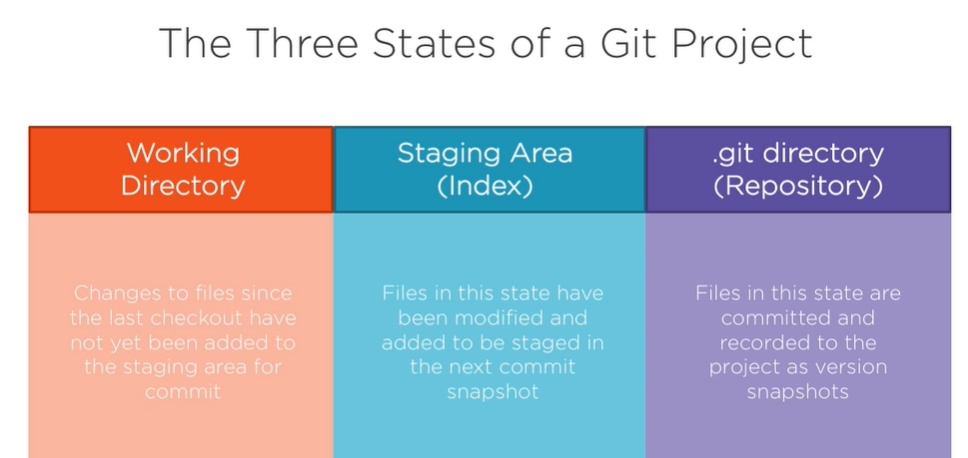 The Three States of a Git Project
Working
Directory
Staging Area
(Index)
.git directory
(Repository)
Changes to files since
the last checkout have
not yet been added to
the staging area for
commit
Files in this state have
been modified and
added to be staged in
the next commit
snapshot
Files in this state are
committed and
recorded to the
project as version
snapshots